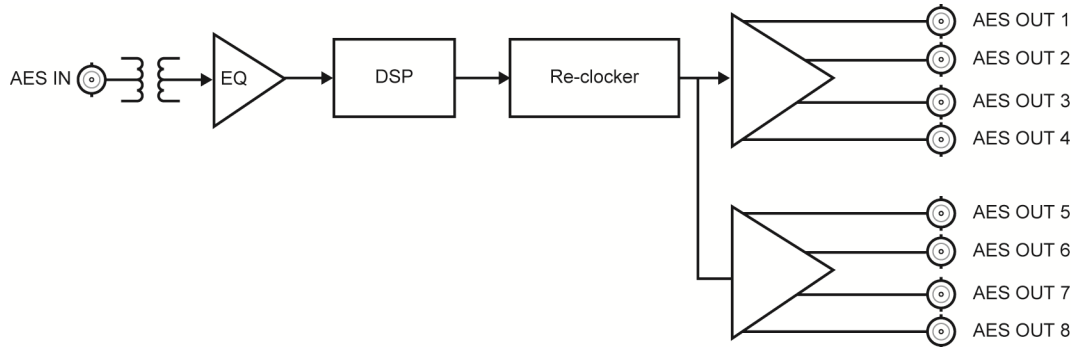 AES IN
EQ
DSP
Re-clocker
AES OUT 1
AES OUT 2
AES OUT 3
AES OUT 4
AES OUT 5
AES OUT 6
AES OUT 7
AES OUT 8